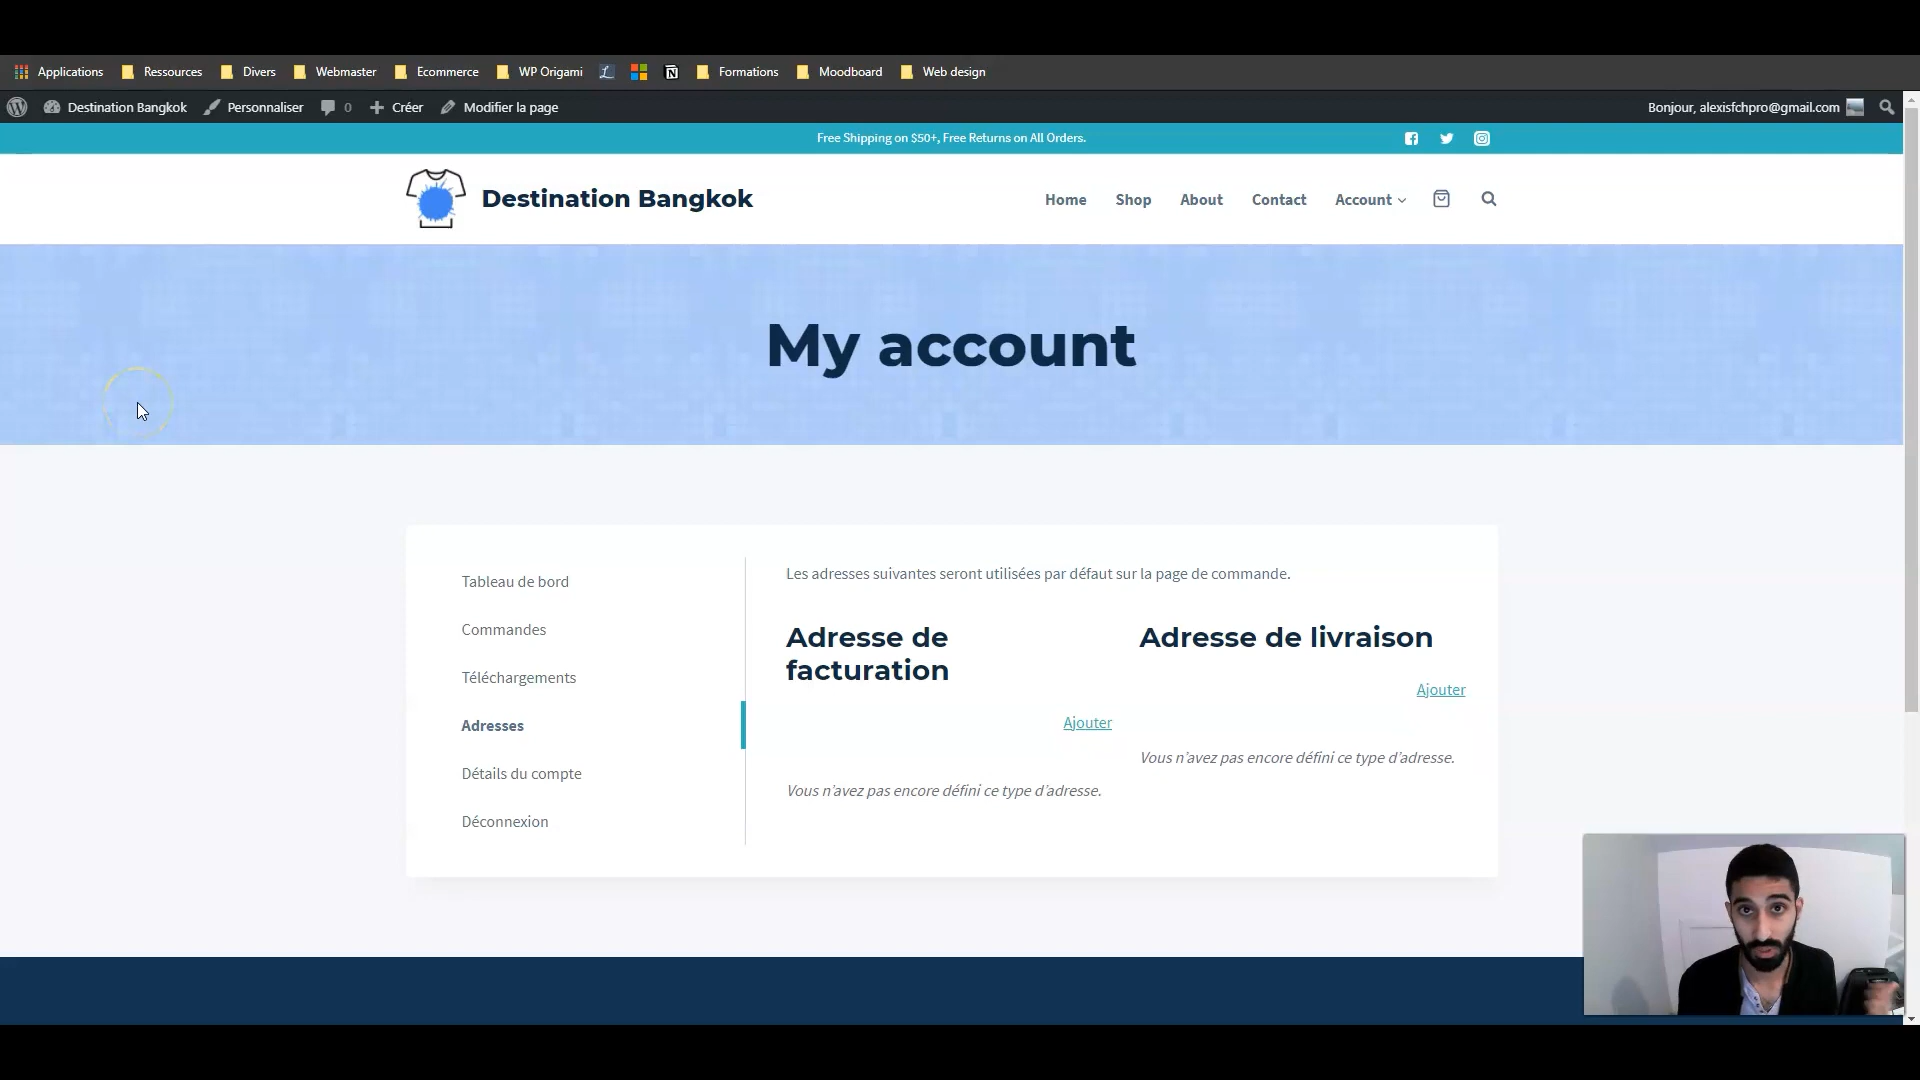 Applications Ressources Divers Webmaster Ecommerce WP Origami Formations Moodboard Web design
Destination Bangkok Personnaliser 0 Créer Modifier la page Bonjour, alexisfchpro@gmail.com
Free Shipping on $50+, Free Returns on All Orders.
Destination Bangkok Home Shop About Contact Account
My account
Tableau de bord
Commandes
Téléchargements
Adresses
Détails du compte
Déconnexion
Les adresses suivantes seront utilisées par défaut sur la page de commande.
Adresse de
facturation
Ajouter
Vous n'avez pas encore défini ce type d'adresse.
Adresse de livraison
Ajouter
Vous n'avez pas encore défini ce type d'adresse.